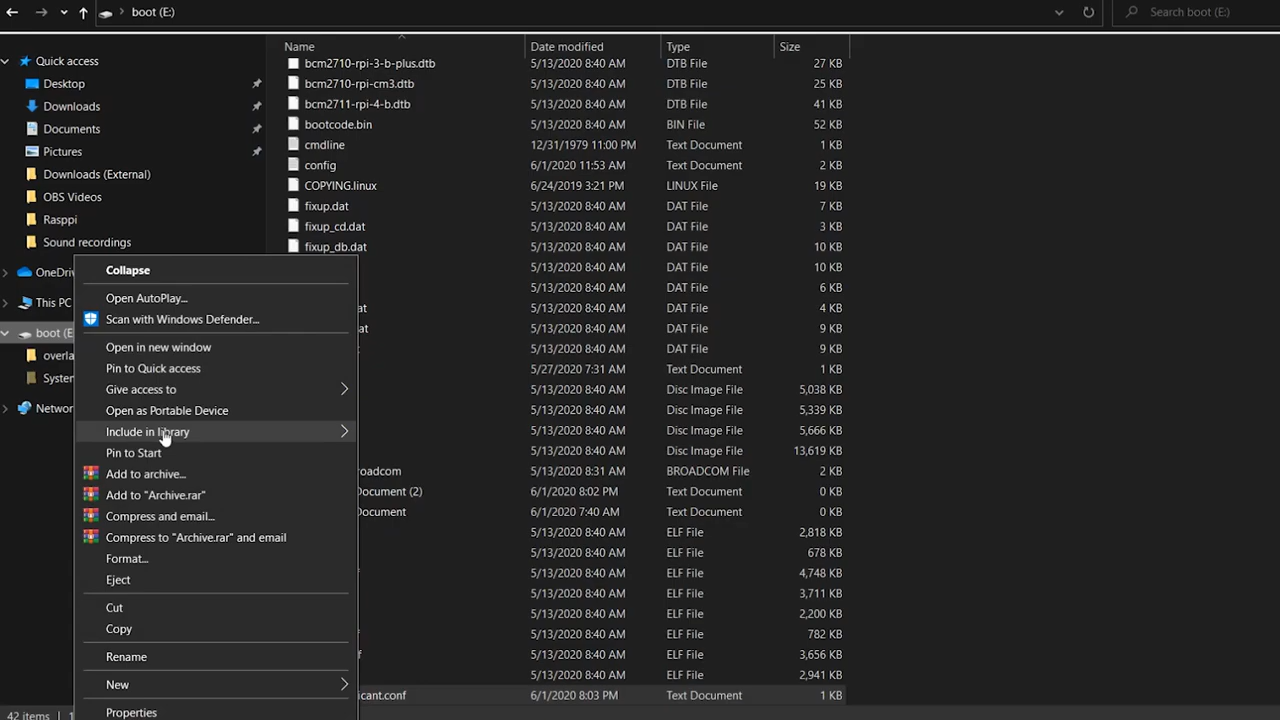 boot (E:)
Search boot (E:)
Name Date modified Type Size
Quick access
Desktop
Downloads
Documents
Pictures
Downloads (External)
OBS Videos
Rasppi
Sound recordings
OneDriv
This PC
boot (E
overla
System
Networ
bcm2710-rpi-3-b-plus.dtb 5/13/2020 8:40 AM DTB File 27 KB
bcm2710-rpi-cm3.dtb 5/13/2020 8:40 AM DTB File 25 KB
bcm2711-rpi-4-b.dtb 5/13/2020 8:40 AM DTB File 41 KB
bootcode.bin 5/13/2020 8:40 AM BIN File 52 KB
cmdline 12/31/1979 11:00 PM Text Document 1 KB
config 6/1/2020 11:53 AM Text Document 2 KB
COPYING.linux 6/24/2019 3:21 PM LINUX File 19 KB
fixup.dat 5/13/2020 8:40 AM DAT File 7 KB
fixup_cd.dat 5/13/2020 8:40 AM DAT File 3 KB
fixup_db.dat 5/13/2020 8:40 AM DAT File 10 KB
5/13/2020 8:40 AM DAT File 10 KB
5/13/2020 8:40 AM DAT File 6 KB
at 5/13/2020 8:40 AM DAT File 4 KB
at 5/13/2020 8:40 AM DAT File 9 KB
5/13/2020 8:40 AM DAT File 9 KB
5/27/2020 7:31 AM Text Document 1 KB
5/13/2020 8:40 AM Disc Image File 5,038 KB
5/13/2020 8:40 AM Disc Image File 5,339 KB
5/13/2020 8:40 AM Disc Image File 5,666 KB
5/13/2020 8:40 AM Disc Image File 13,619 KB
oadcom 5/13/2020 8:31 AM BROADCOM File 2 KB
Document (2) 6/1/2020 8:02 PM Text Document 0 KB
Document 6/1/2020 7:40 AM Text Document 0 KB
5/13/2020 8:40 AM ELF File 2,818 KB
5/13/2020 8:40 AM ELF File 678 KB
5/13/2020 8:40 AM ELF File 4,748 KB
5/13/2020 8:40 AM ELF File 3,711 KB
5/13/2020 8:40 AM ELF File 2,200 KB
5/13/2020 8:40 AM ELF File 782 KB
5/13/2020 8:40 AM ELF File 3,656 KB
5/13/2020 8:40 AM ELF File 2,941 KB
icant.conf 6/1/2020 8:03 PM Text Document 1 KB
Collapse
Open AutoPlay...
Scan with Windows Defender...
Open in new window
Pin to Quick access
Give access to
Open as Portable Device
Include in library
Pin to Start
Add to archive...
Add to "Archive.rar"
Compress and email...
Compress to "Archive.rar" and email
Format...
Eject
Cut
Copy
Rename
New
Properties
42 items